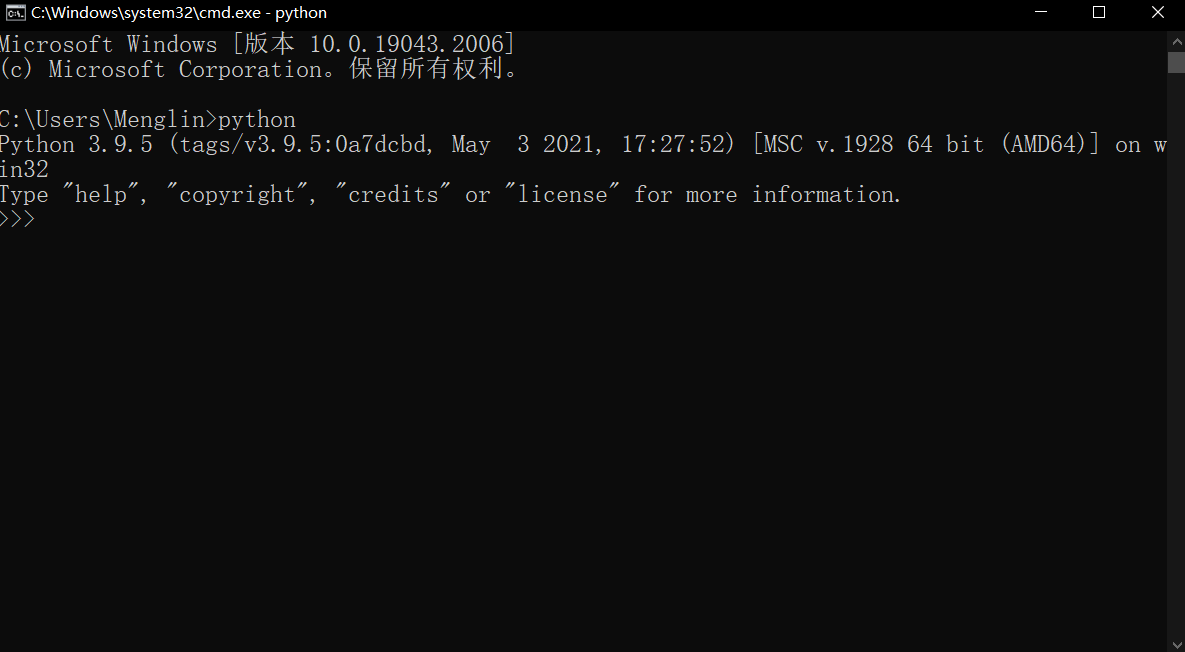 C:\Windows\system32\cmd.exe - python
Microsoft Windows [版本 10.0.19043.2006]
(c) Microsoft Corporation。保留所有权利。
C:\Users\Menglin>python
Python 3.9.5 (tags/v3.9.5:0a7dcbd, May  3 2021, 17:27:52) [MSC v.1928 64 bit (AMD64)] on w
in32
Type "help", "copyright", "credits" or "license" for more information.
>>>